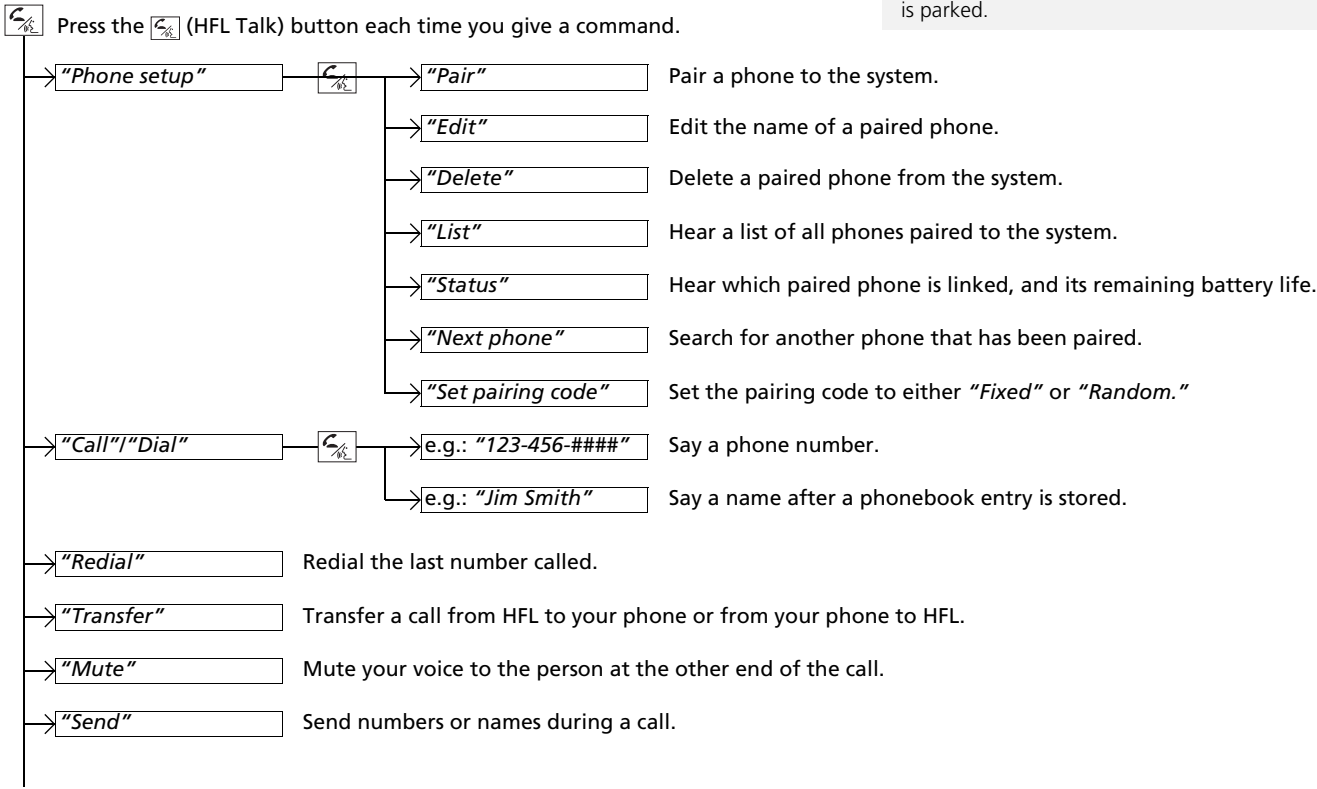 is parked.
Press the (HFL Talk) button each time you give a command.
"Phone setup"
"Pair" Pair a phone to the system.
"Edit" Edit the name of a paired phone.
"Delete" Delete a paired phone from the system.
"List" Hear a list of all phones paired to the system.
"Status" Hear which paired phone is linked, and its remaining battery life.
"Next phone" Search for another phone that has been paired.
"Set pairing code" Set the pairing code to either "Fixed" or "Random."
"Call"/"Dial"
e.g.: "123-456-####" Say a phone number.
e.g.: "Jim Smith" Say a name after a phonebook entry is stored.
"Redial" Redial the last number called.
"Transfer" Transfer a call from HFL to your phone or from your phone to HFL.
"Mute" Mute your voice to the person at the other end of the call.
"Send" Send numbers or names during a call.